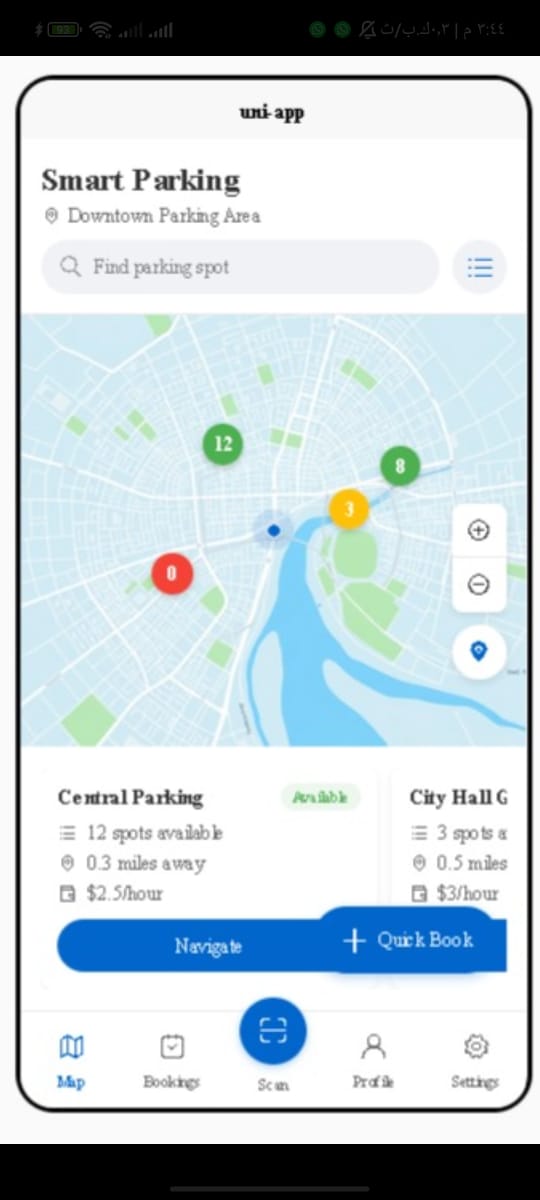 93
٠٫٣ك.ب/ث | ٣:٤٤ م
uni-app
Smart Parking
Downtown Parking Area
Find parking spot
12
8
3
0
Central Parking
Available
12 spots available
0.3 miles away
$2.5/hour
Navigate
City Hall G
3 spots a
0.5 miles
$3/hour
Quick Book
Map
Bookings
Scan
Profile
Settings